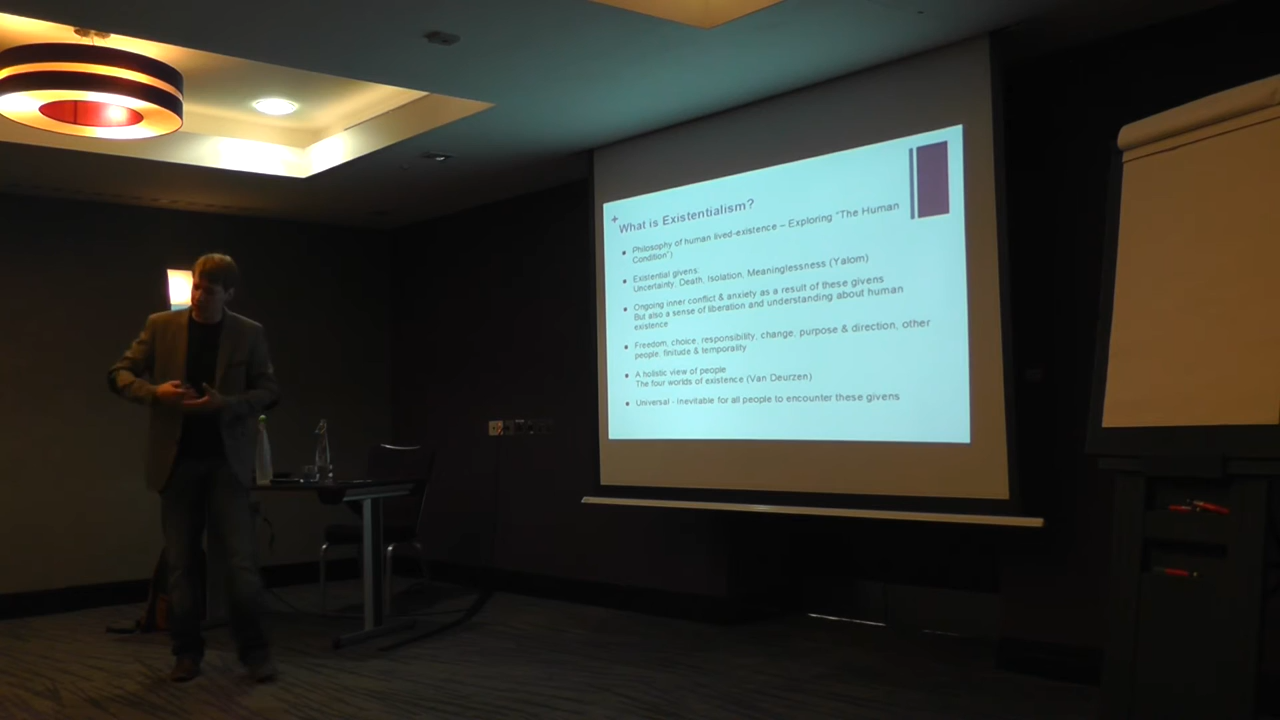 What is Existentialism?
Philosophy of human lived-existence – Exploring "The Human
Condition")
Existential givens:
Uncertainty, Death, Isolation, Meaninglessness (Yalom)
Ongoing inner conflict & anxiety as a result of these givens
But also a sense of liberation and understanding about human
existence
Freedom, choice, responsibility, change, purpose & direction, other
people, finitude & temporality
A holistic view of people
The four worlds of existence (Van Deurzen)
Universal - Inevitable for all people to encounter these givens